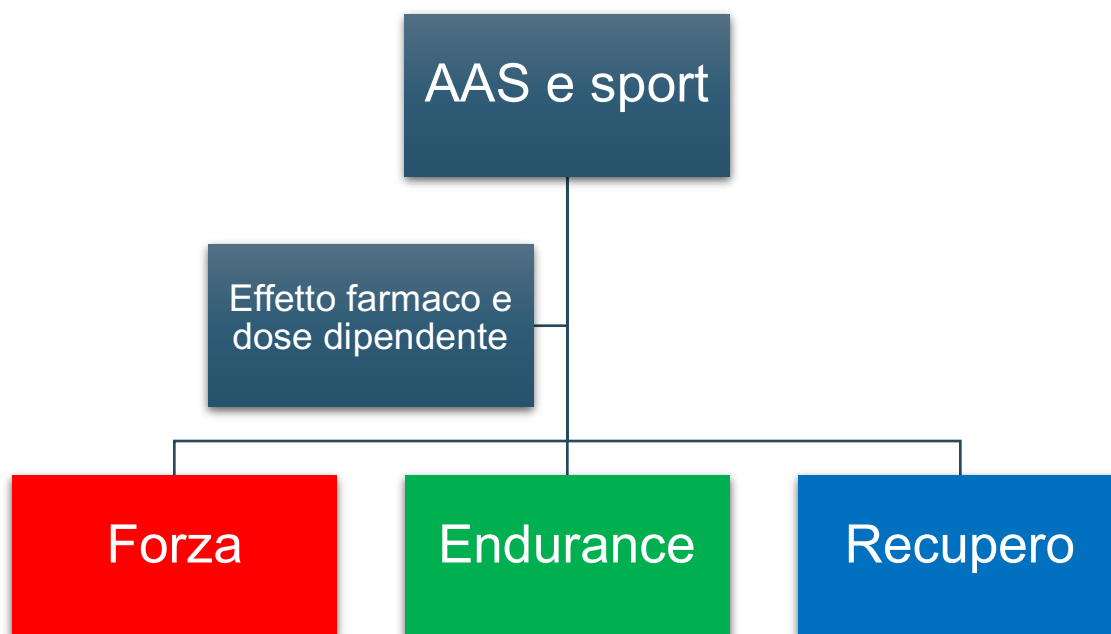 AAS e sport
Effetto farmaco e
dose dipendente
Forza
Endurance
Recupero